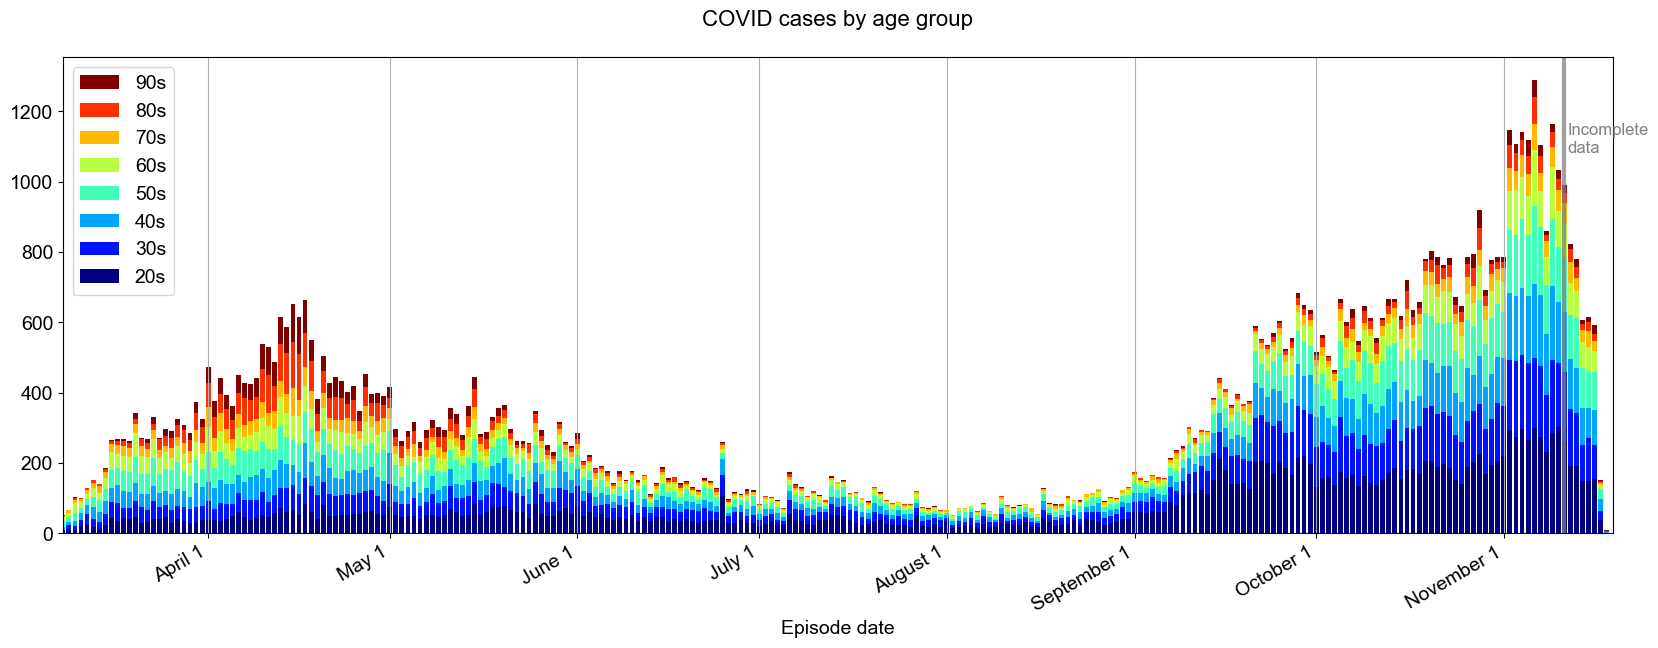 COVID cases by age group
90s
80s
70s
60s
50s
40s
30s
20s
1200
1000
800
600
400
200
0
Incomplete
data
April 1
May 1
June 1
July 1
August 1
September 1
October 1
November 1
Episode date